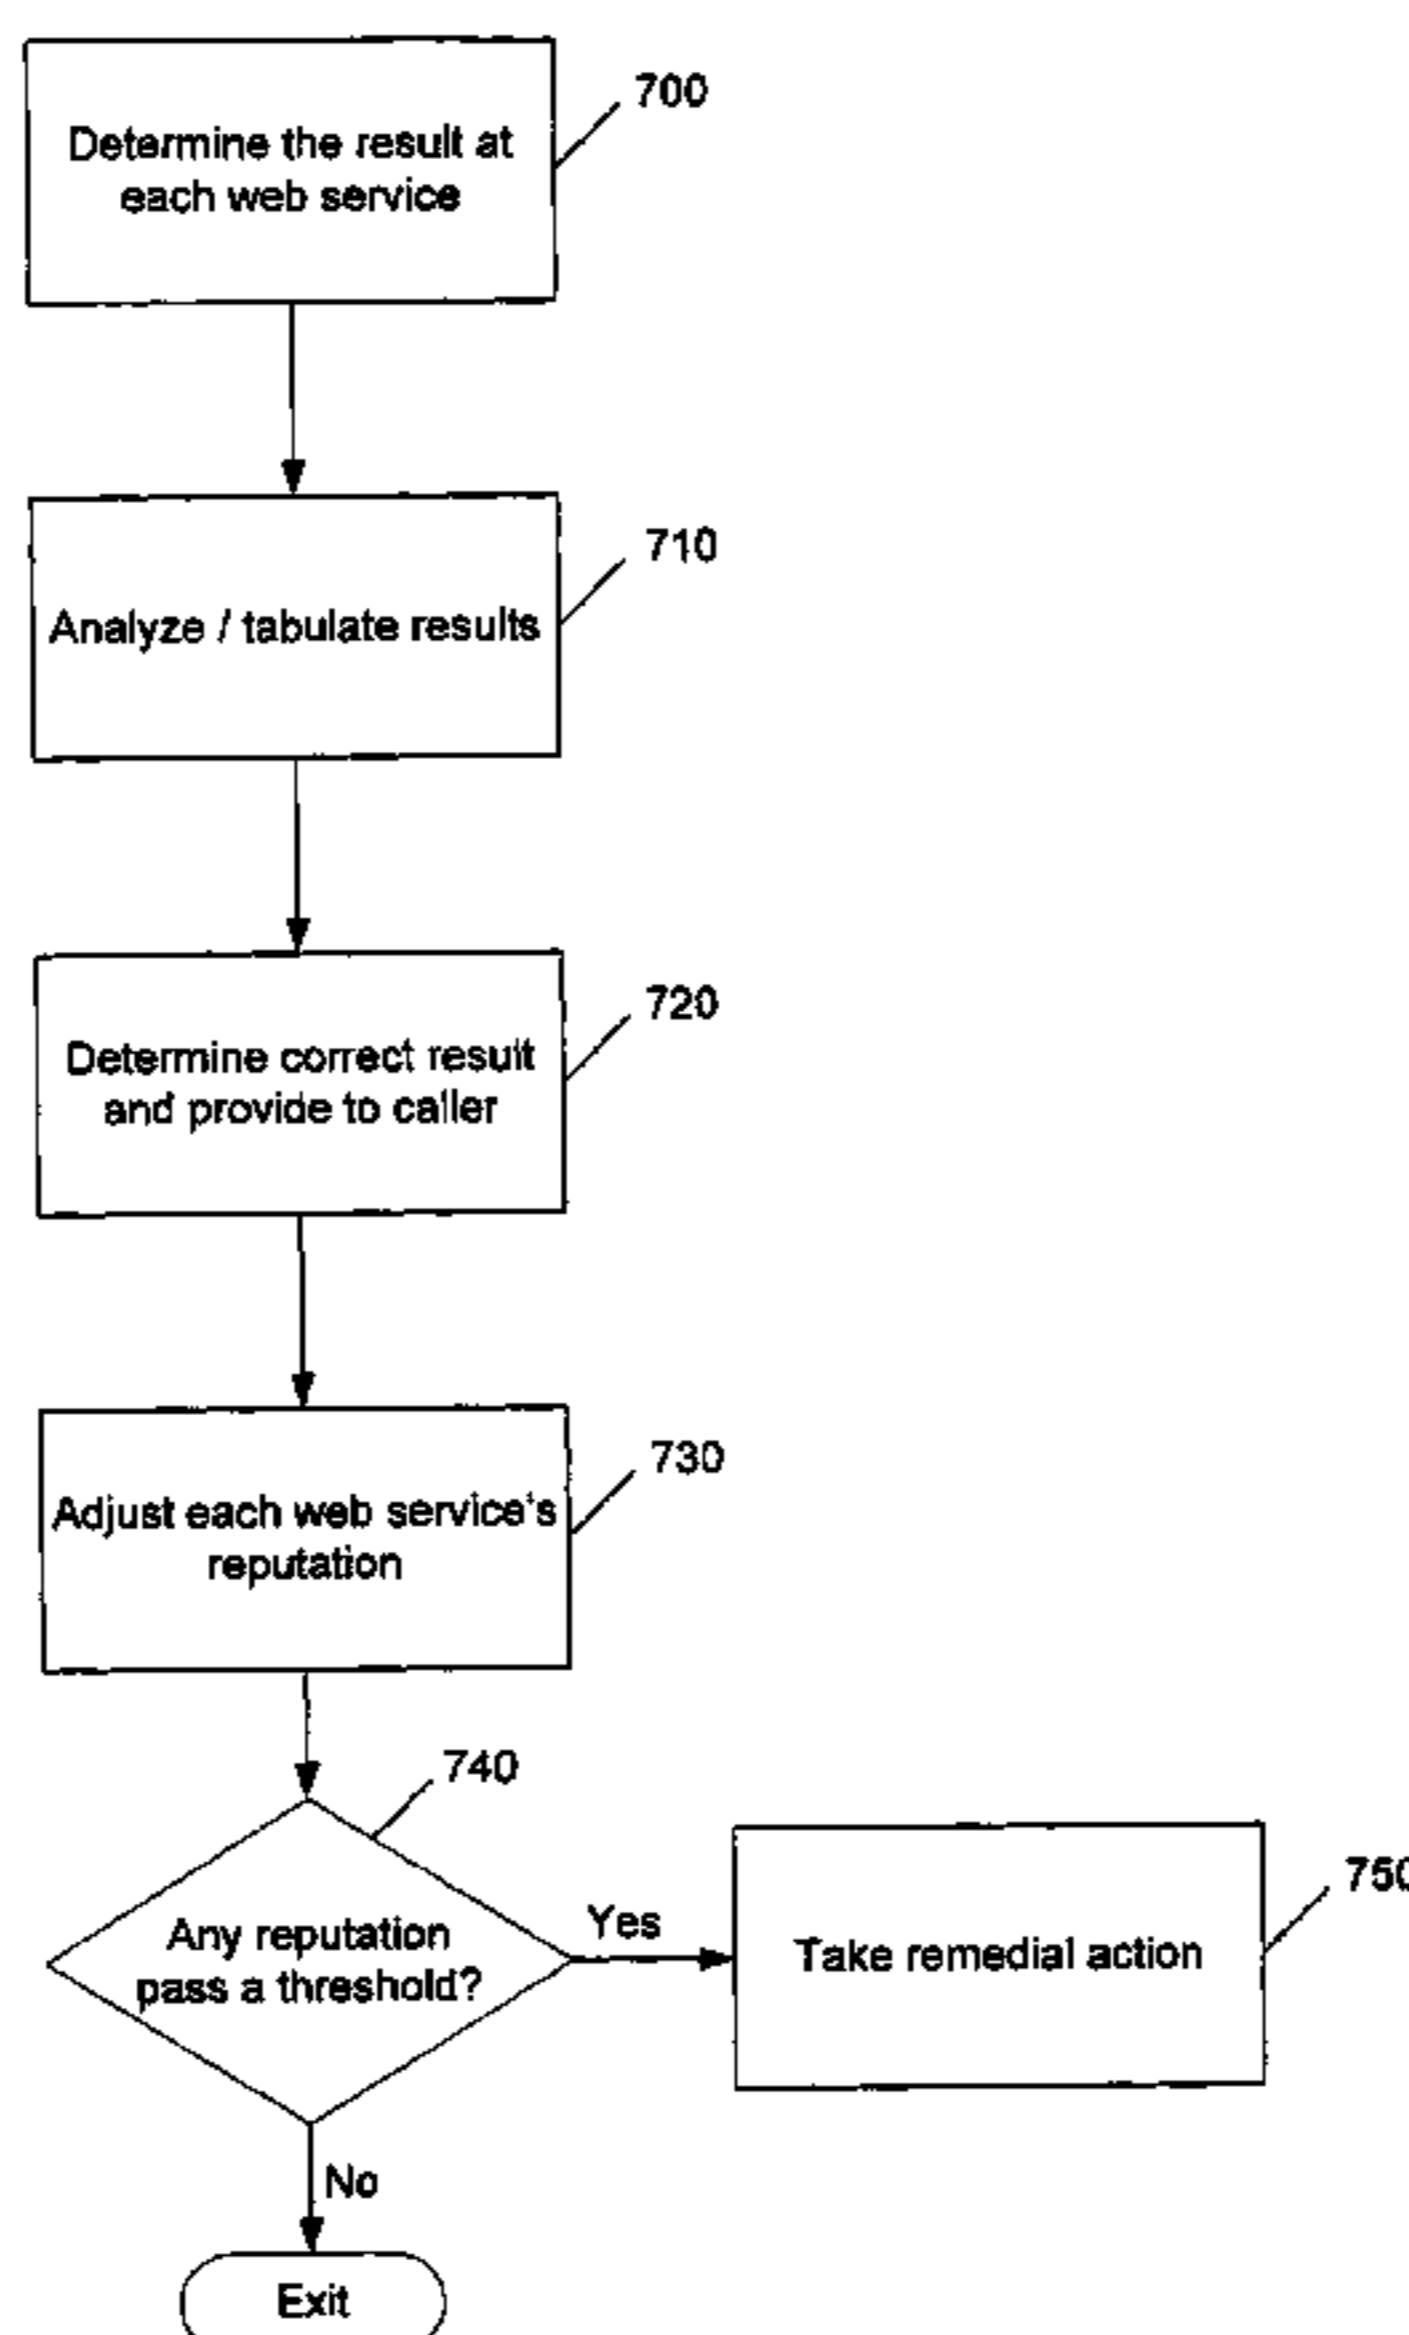 700
Determine the result at
each web service
710
Analyze / tabulate results
720
Determine correct result
and provide to caller
730
Adjust each web service's
reputation
740
Any reputation
pass a threshold?
Yes
750
Take remedial action
No
Exit